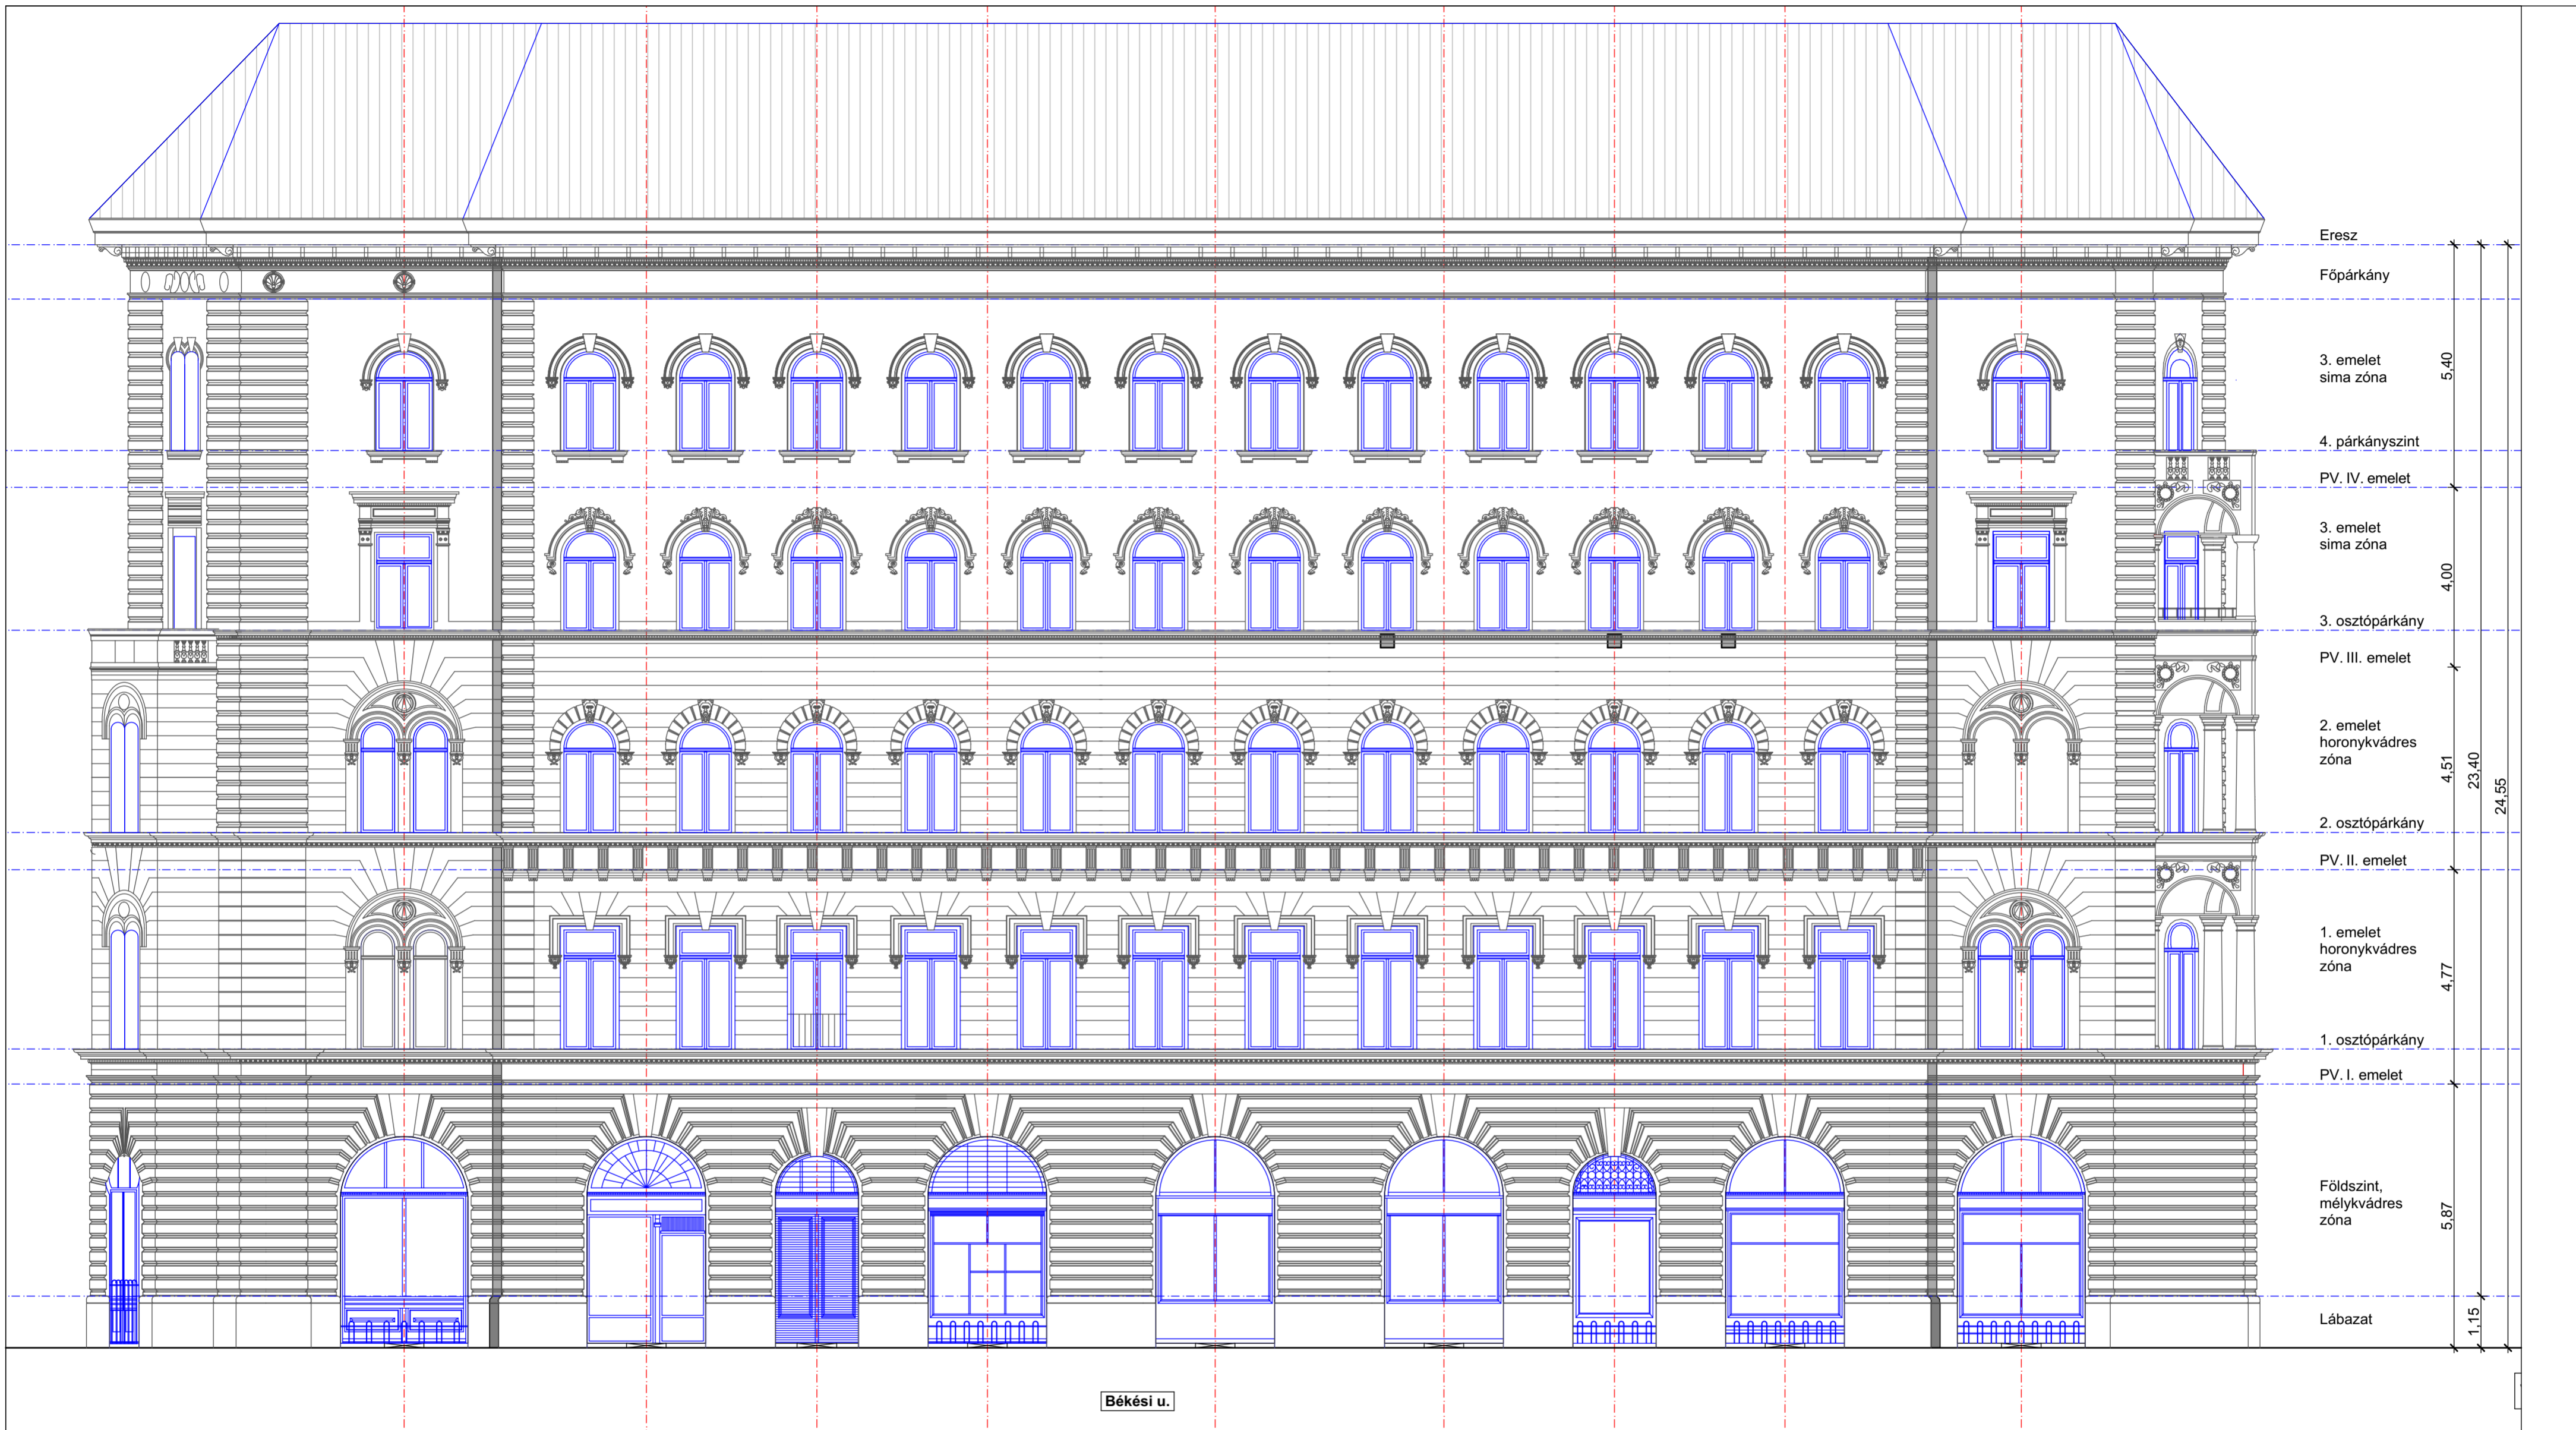 Eresz
Főpárkány
3. emelet
sima zóna
5,40
4. párkányszint
PV. IV. emelet
3. emelet
sima zóna
4,00
3. osztópárkány
PV. III. emelet
2. emelet
horonykvádres
zóna
4,51
23,40
24,55
2. osztópárkány
PV. II. emelet
1. emelet
horonykvádres
zóna
4,77
1. osztópárkány
PV. I. emelet
Földszint,
mélykvádres
zóna
5,87
Lábazat
1,15
Békési u.